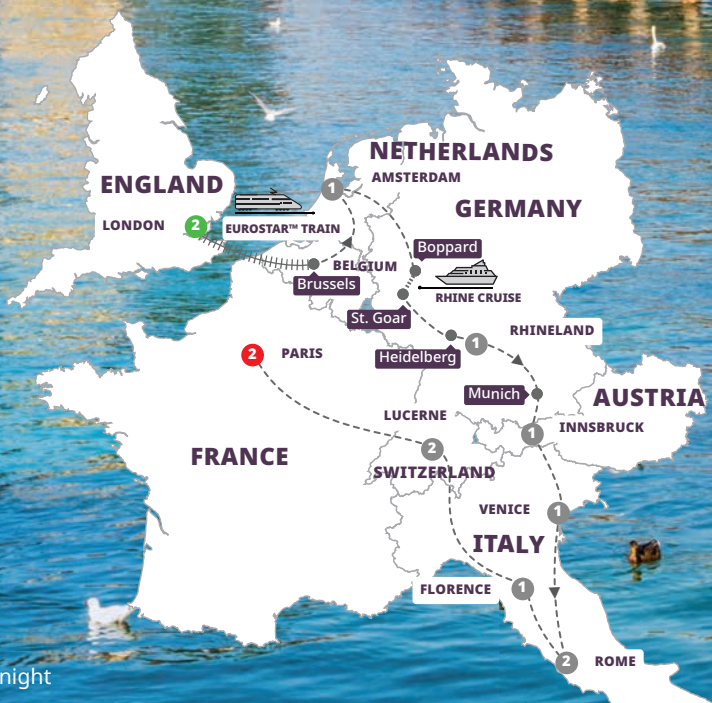 NETHERLANDS
AMSTERDAM
1
ENGLAND
GERMANY
LONDON
2
EUROSTAR™ TRAIN
Boppard
BELGIUM
Brussels
RHINE CRUISE
St. Goar
RHINELAND
1
Heidelberg
2
PARIS
Munich
AUSTRIA
LUCERNE
INNSBRUCK
1
2
FRANCE
SWITZERLAND
VENICE
1
ITALY
FLORENCE
1
2
ROME
night